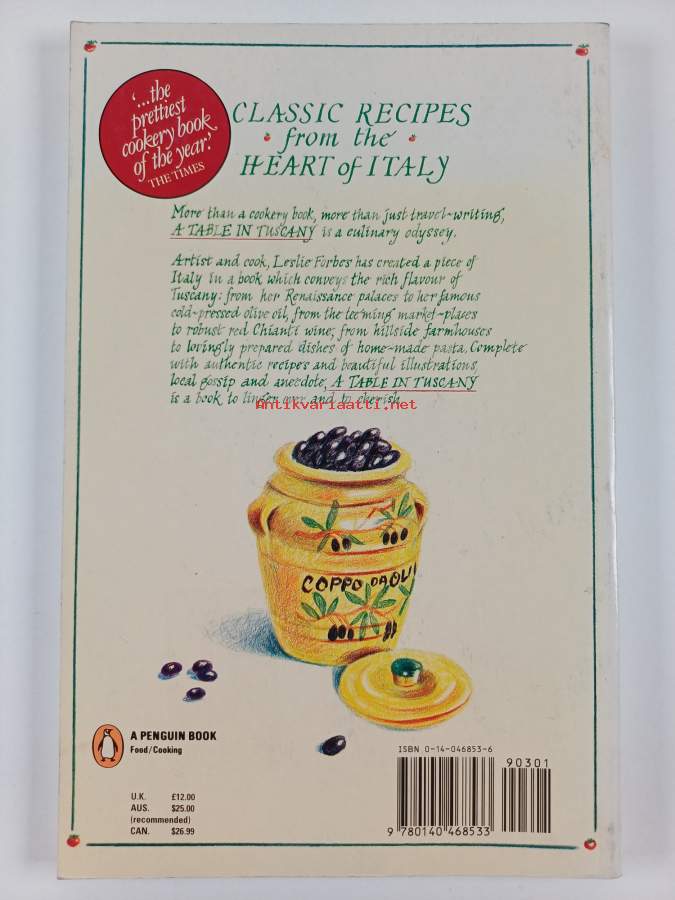 '...the
prettiest
cookery book
of the year.'
THE TIMES
CLASSIC RECIPES
from the
HEART of ITALY
More than a cookery book, more than just travel-writing,
A TABLE IN TUSCANY is a culinary odyssey.
Artist and cook, Leslie Forbes has created a piece of
Italy in a book which conveys the rich flavour of
Tuscany: from her Renaissance palaces to her famous
cold-pressed olive oil, from the teeming market-places
to robust red Chianti wine; from hillside farmhouses
to lovingly prepared dishes of home-made pasta. Complete
with authentic recipes and beautiful illustrations,
local gossip and anecdote, A TABLE IN TUSCANY
is a book to linger over and to cherish.
Antikvariaatti.net
COPPO DA OLI
A PENGUIN BOOK
Food/Cooking
U.K. £12.00
AUS. $25.00
(recommended)
CAN. $26.99
ISBN 0-14-046853-6
90301
9 780140 468533